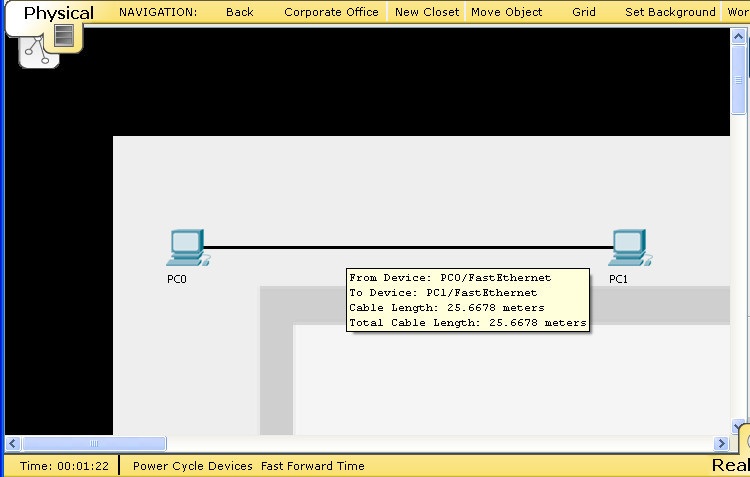 Physical NAVIGATION: Back Corporate Office New Closet Move Object Grid Set Background Wor
PC0 PC1
From Device: PC0/FastEthernet
To Device: PC1/FastEthernet
Cable Length: 25.6678 meters
Total Cable Length: 25.6678 meters
Time: 00:01:22 Power Cycle Devices Fast Forward Time Real